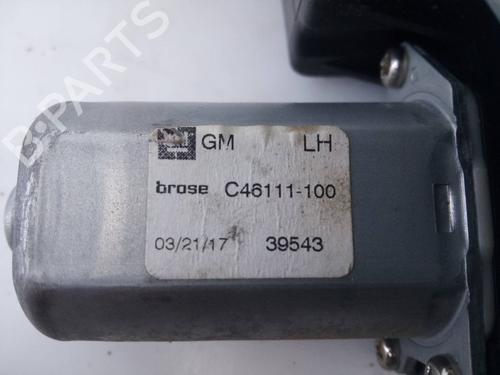 GM LH
brose C46111-100
03/21/17 39543
B-PARTS